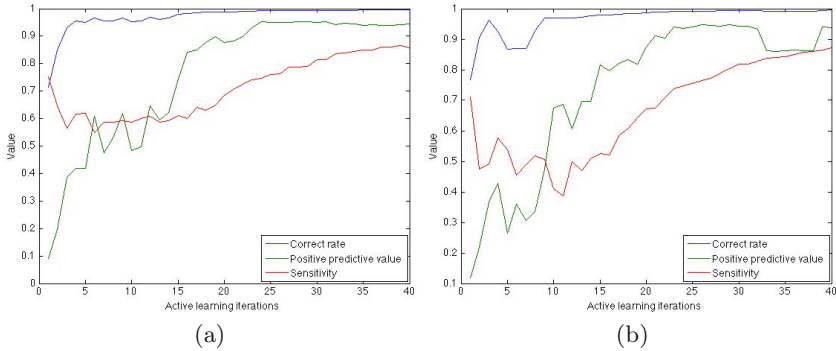 1
0.9
0.8
0.7
0.6
0.5
0.4
0.3
0.2
0.1
0
Value
0 5 10 15 20 25 30 35 40
Active learning iterations
Correct rate
Positive predictive value
Sensitivity
(a)
1
0.9
0.8
0.7
0.6
0.5
0.4
0.3
0.2
0.1
Value
0 5 10 15 20 25 30 35 40
Active learning iterations
Correct rate
Positive predictive value
Sensitivity
(b)